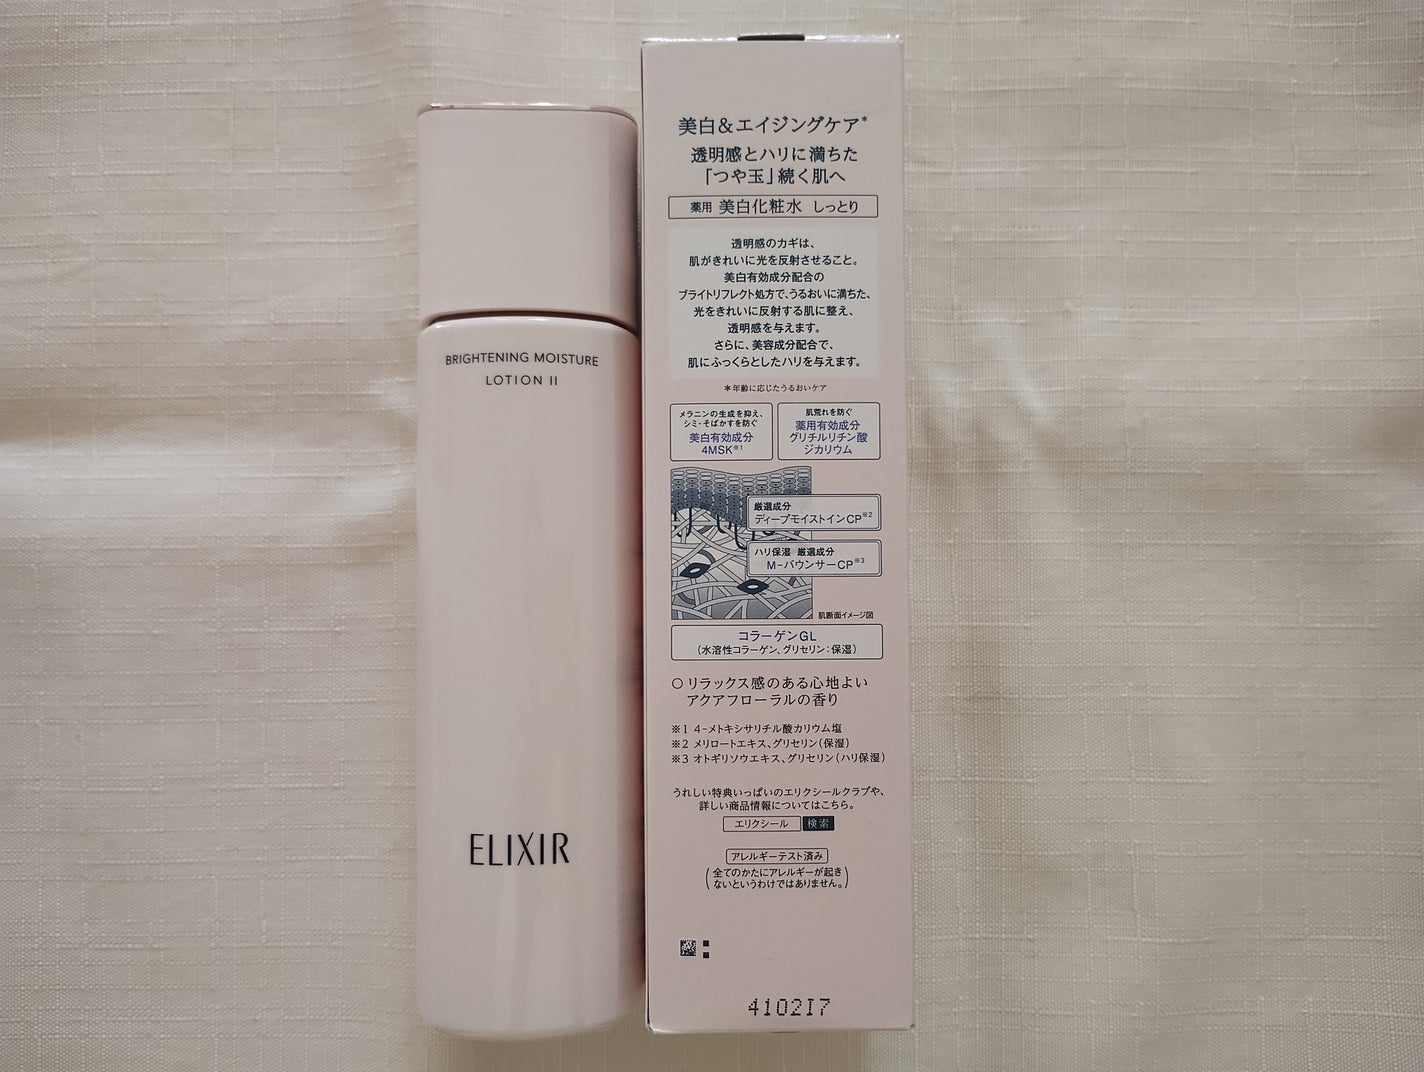 BRIGHTENING MOISTURE
LOTION II
ELIXIR
美白&エイジングケア*
透明感とハリに満ちた
「つや玉」続く肌へ
薬用 美白化粧水 しっとり
透明感のカギは、
肌がきれいに光を反射させること。
美白有効成分配合の
ブライトリフレクト処方で、うるおいに満ちた、
光をきれいに反射する肌に整え、
透明感を与えます。
さらに、美容成分配合で、
肌にふっくらとしたハリを与えます。
*年齢に応じたうるおいケア
メラニンの生成を抑え、
シミ・そばかすを防ぐ
美白有効成分
4MSK※1
肌荒れを防ぐ
薬用有効成分
グリチルリチン酸
ジカリウム
厳選成分
ディープモイストインCP※2
ハリ保湿 厳選成分
M-バウンサーCP※3
肌断面イメージ図
コラーゲンGL
(水溶性コラーゲン、グリセリン:保湿)
○リラックス感のある心地よい
アクアフローラルの香り
※1 4-メトキシサリチル酸カリウム塩
※2 メリロートエキス、グリセリン(保湿)
※3 オトギリソウエキス、グリセリン(ハリ保湿)
うれしい特典いっぱいのエリクシールクラブや、
詳しい商品情報についてはこちら。
エリクシール 検索
アレルギーテスト済み
(全てのかたにアレルギーが起き
ないというわけではありません。)
410217